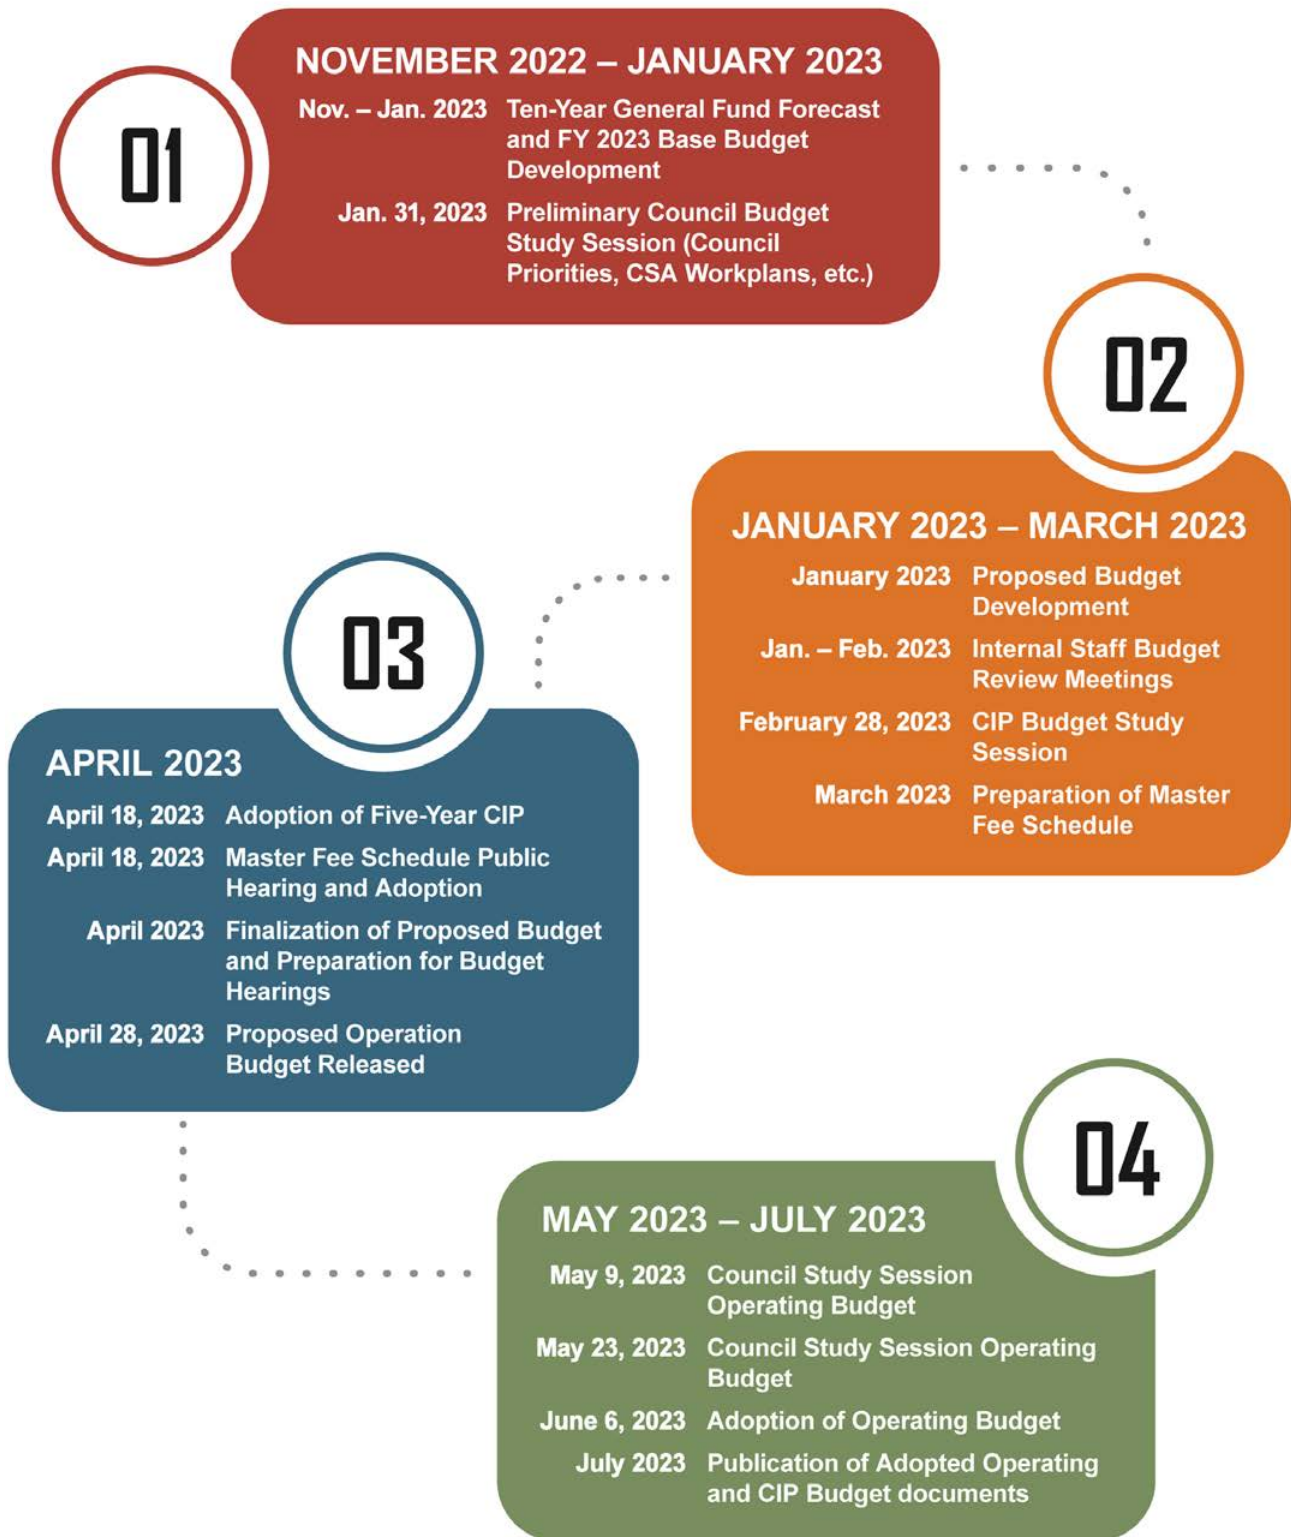 01
NOVEMBER 2022 – JANUARY 2023
Nov. – Jan. 2023 Ten-Year General Fund Forecast
and FY 2023 Base Budget
Development
Jan. 31, 2023 Preliminary Council Budget
Study Session (Council
Priorities, CSA Workplans, etc.)
02
JANUARY 2023 – MARCH 2023
January 2023 Proposed Budget
Development
Jan. – Feb. 2023 Internal Staff Budget
Review Meetings
February 28, 2023 CIP Budget Study
Session
March 2023 Preparation of Master
Fee Schedule
03
APRIL 2023
April 18, 2023 Adoption of Five-Year CIP
April 18, 2023 Master Fee Schedule Public
Hearing and Adoption
April 2023 Finalization of Proposed Budget
and Preparation for Budget
Hearings
April 28, 2023 Proposed Operation
Budget Released
04
MAY 2023 – JULY 2023
May 9, 2023 Council Study Session
Operating Budget
May 23, 2023 Council Study Session Operating
Budget
June 6, 2023 Adoption of Operating Budget
July 2023 Publication of Adopted Operating
and CIP Budget documents